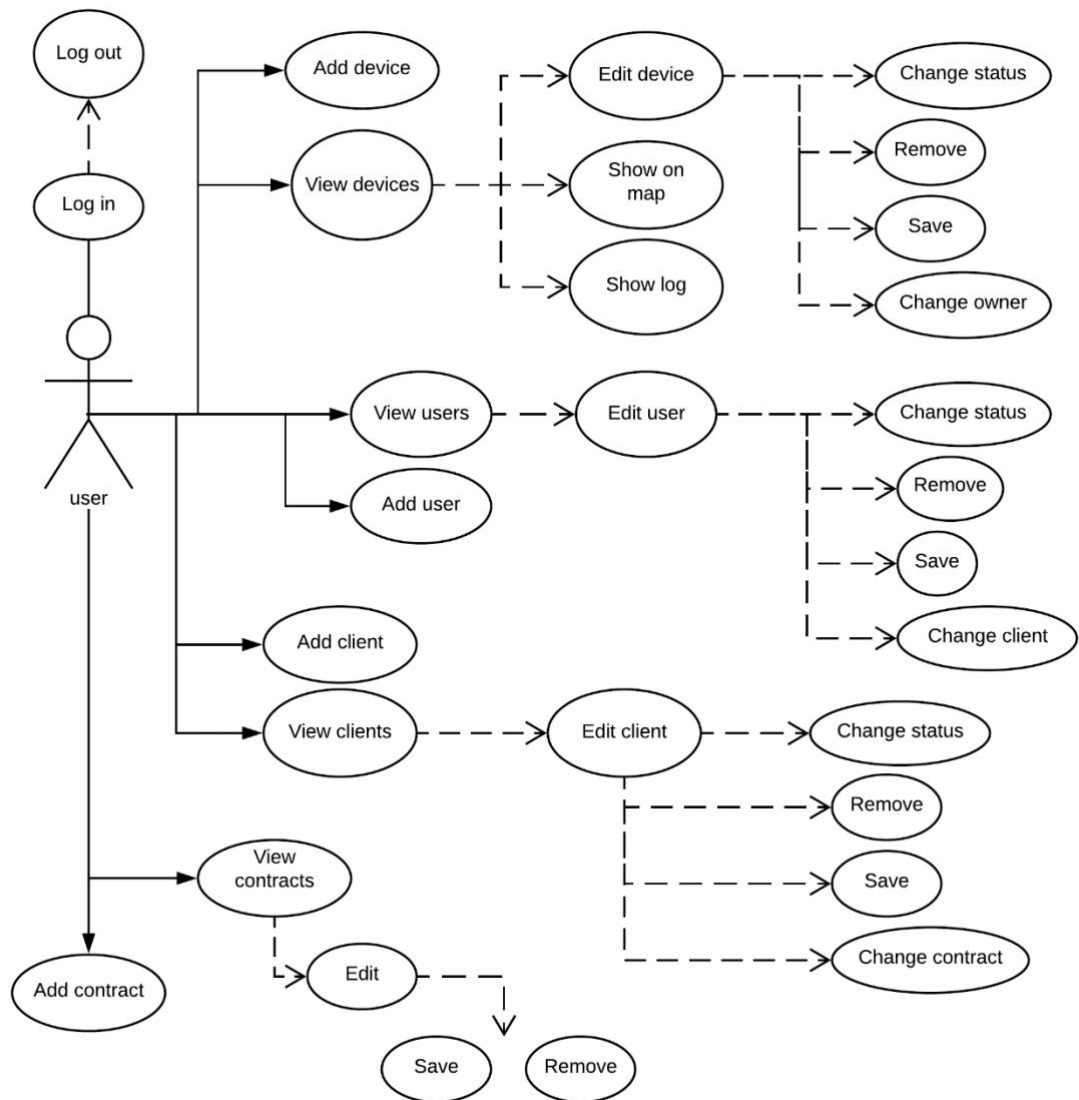 Log out
Add device
Edit device
Change status
Remove
Log in
View devices
Show on
map
Save
Show log
Change owner
View users
Edit user
Change status
Remove
user
Add user
Save
Add client
Change client
View clients
Edit client
Change status
Remove
View
contracts
Save
Change contract
Edit
Add contract
Save
Remove